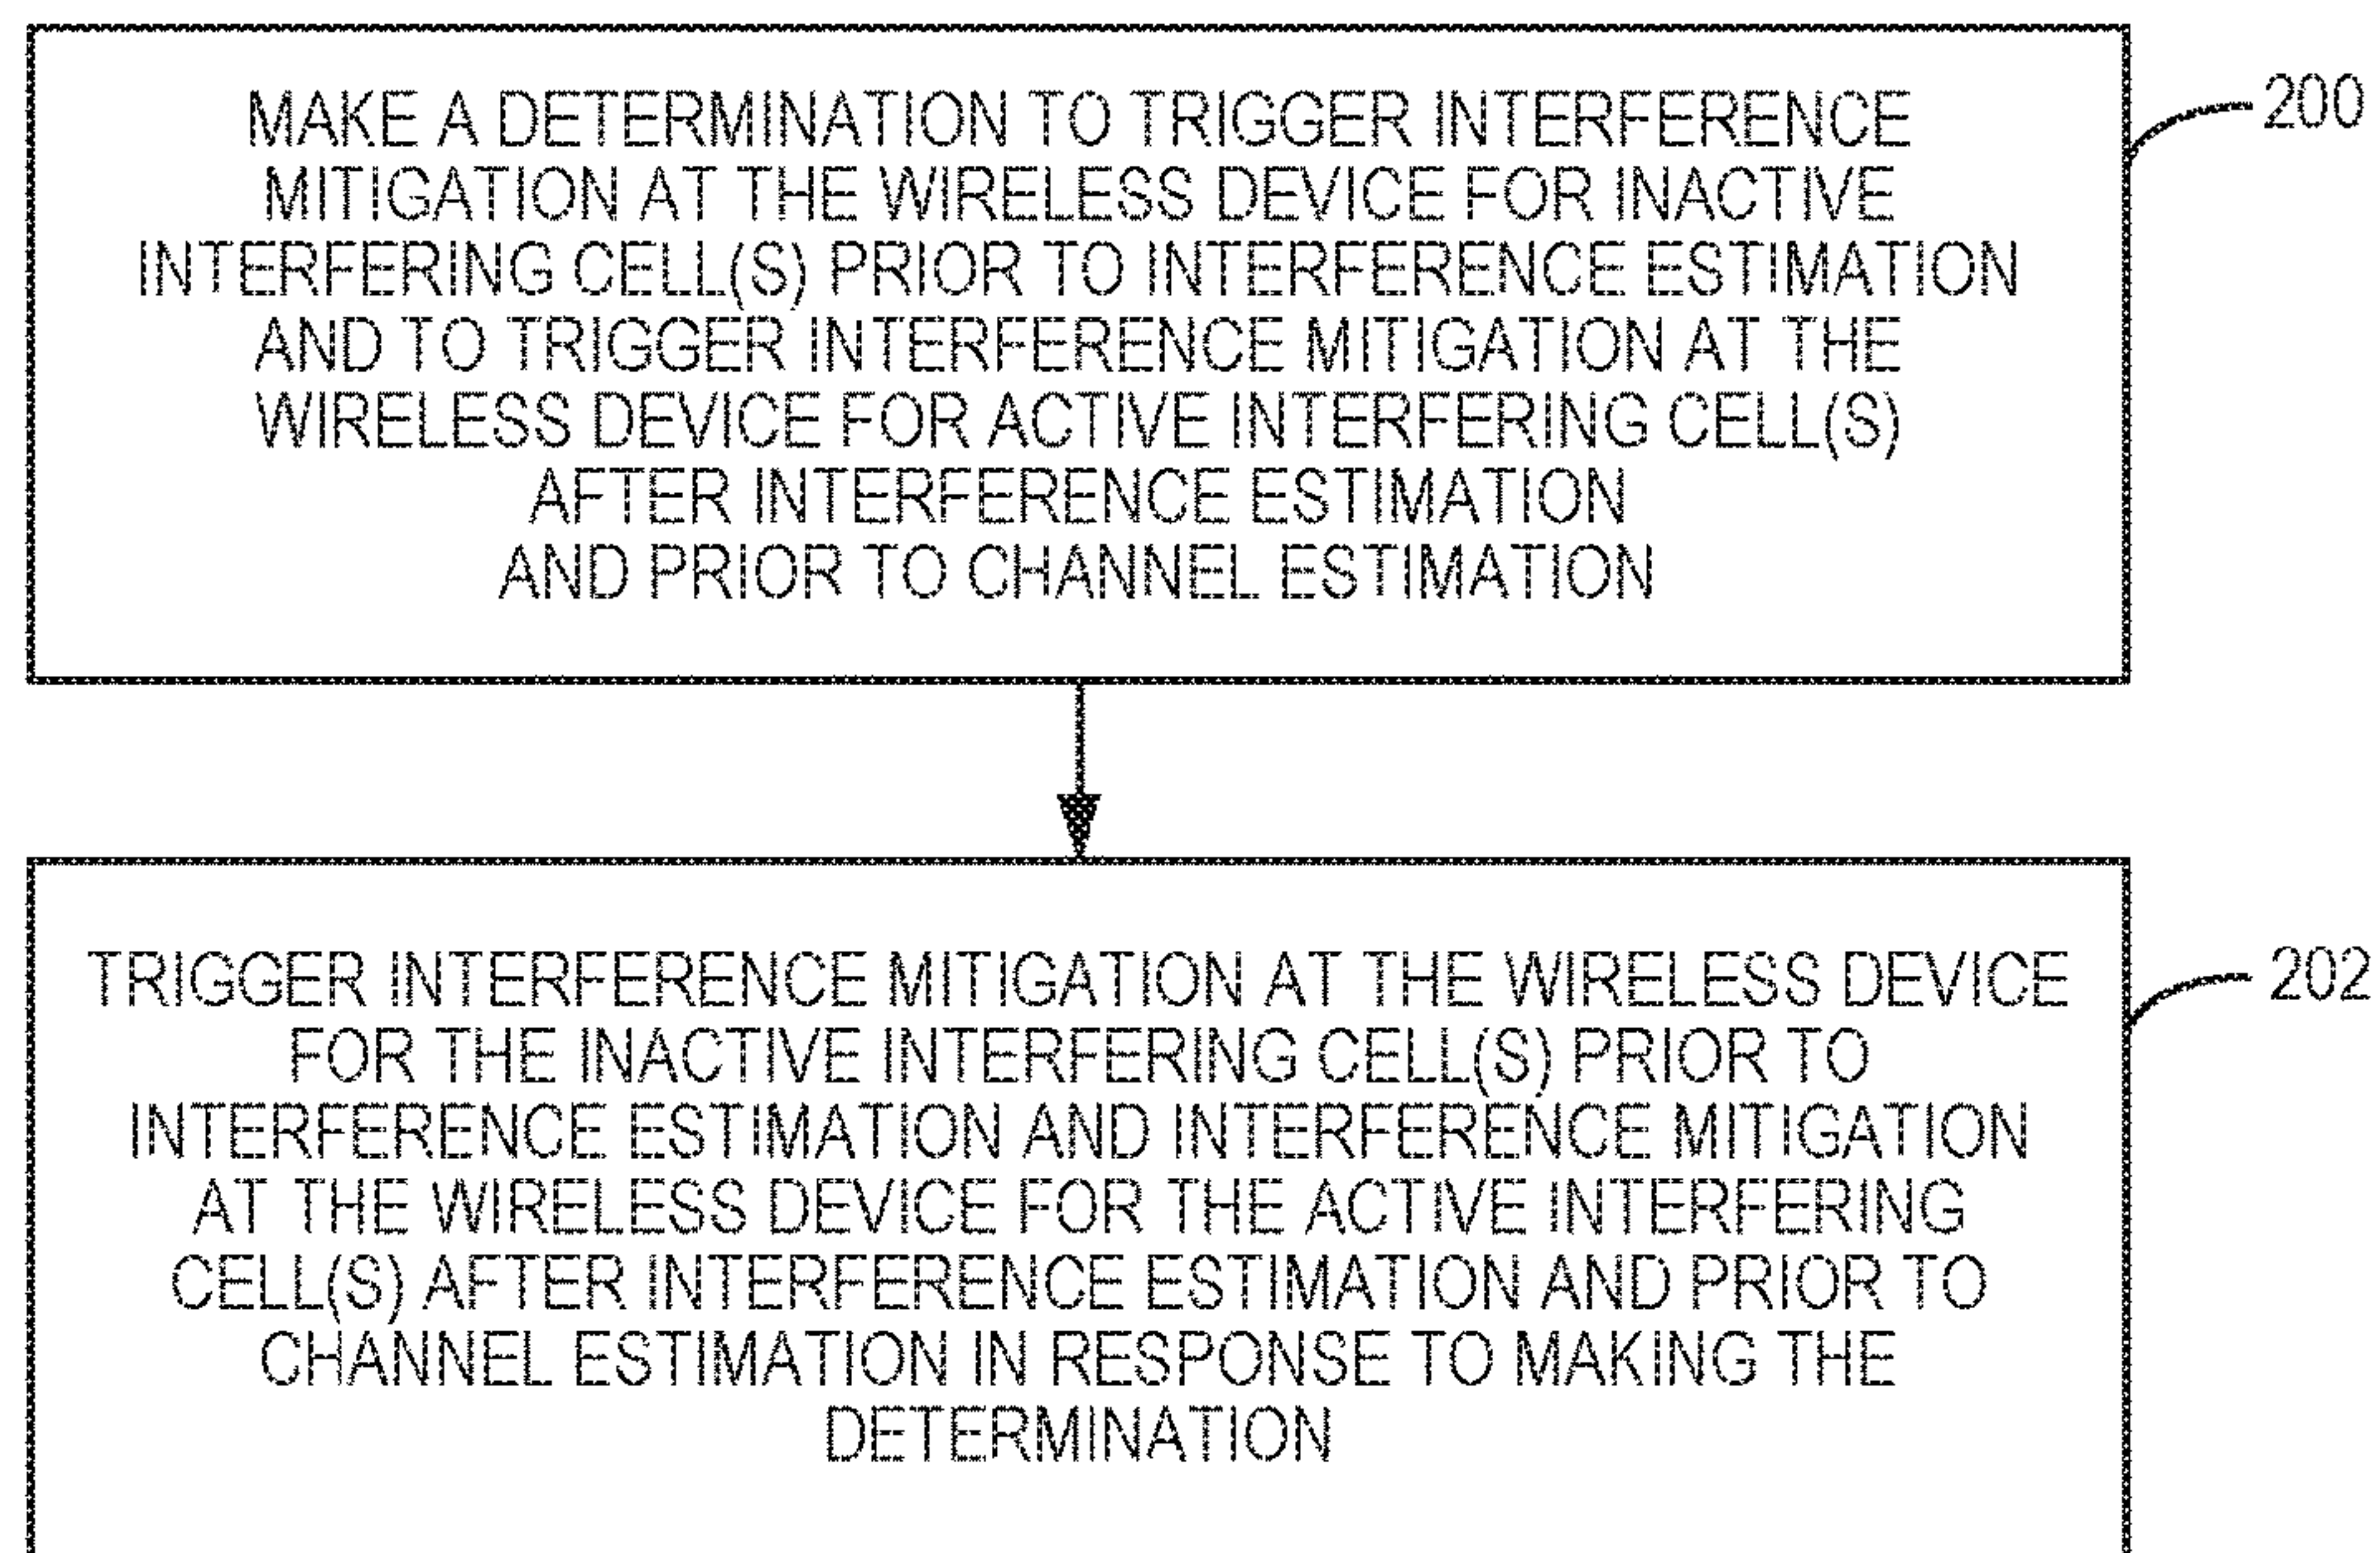 MAKE A DETERMINATION TO TRIGGER INTERFERENCE
MITIGATION AT THE WIRELESS DEVICE FOR INACTIVE
INTERFERING CELL(S) PRIOR TO INTERFERENCE ESTIMATION
AND TO TRIGGER INTERFERENCE MITIGATION AT THE
WIRELESS DEVICE FOR ACTIVE INTERFERING CELL(S)
AFTER INTERFERENCE ESTIMATION
AND PRIOR TO CHANNEL ESTIMATION
200
TRIGGER INTERFERENCE MITIGATION AT THE WIRELESS DEVICE
FOR THE INACTIVE INTERFERING CELL(S) PRIOR TO
INTERFERENCE ESTIMATION AND INTERFERENCE MITIGATION
AT THE WIRELESS DEVICE FOR THE ACTIVE INTERFERING
CELL(S) AFTER INTERFERENCE ESTIMATION AND PRIOR TO
CHANNEL ESTIMATION IN RESPONSE TO MAKING THE
DETERMINATION
202